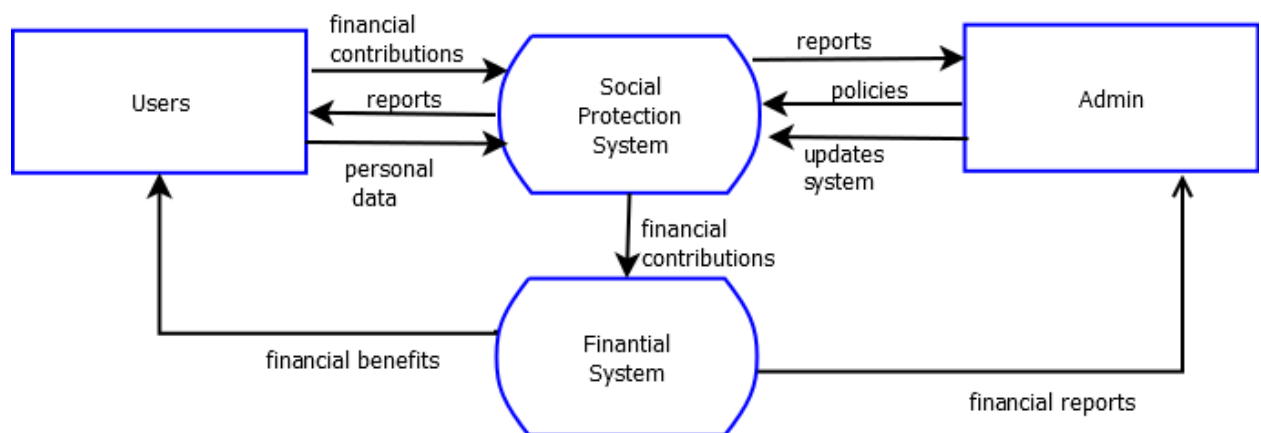 financial
contributions
reports
personal
data
Users
Social
Protection
System
reports
policies
updates
system
Admin
financial
contributions
financial benefits
Finantial
System
financial reports